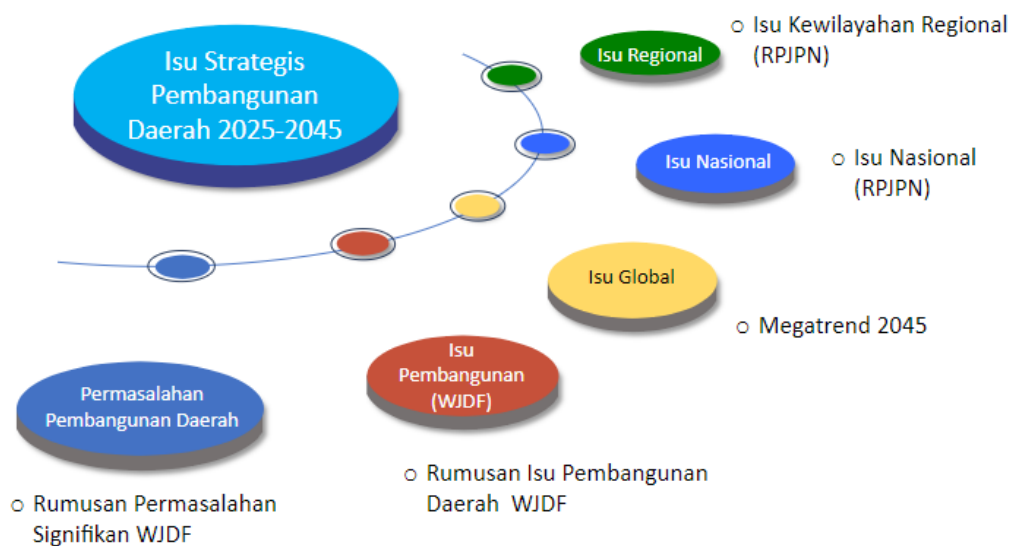 Isu Strategis
Pembangunan
Daerah 2025-2045
Isu Regional
○ Isu Kewilayahan Regional
(RPJPN)
Isu Nasional
○ Isu Nasional
(RPJPN)
Isu Global
○ Megatrend 2045
Isu
Pembangunan
(WJDF)
○ Rumusan Isu Pembangunan
Daerah WJDF
Permasalahan
Pembangunan Daerah
○ Rumusan Permasalahan
Signifikan WJDF